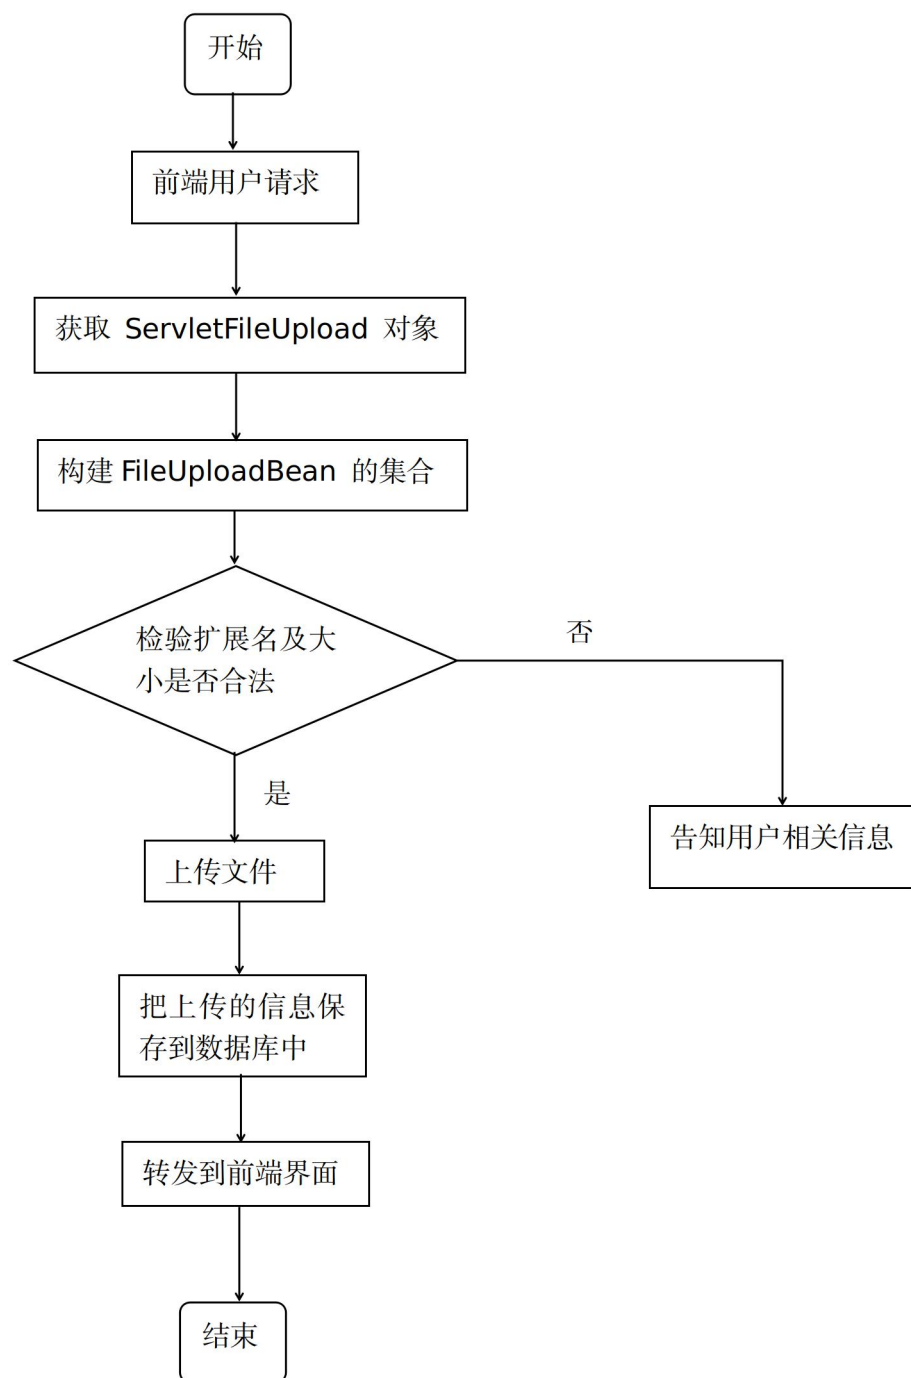 开始
前端用户请求
获取 ServletFileUpload 对象
构建 FileUploadBean 的集合
检验扩展名及大
小是否合法
否
是
告知用户相关信息
上传文件
把上传的信息保
存到数据库中
转发到前端界面
结束